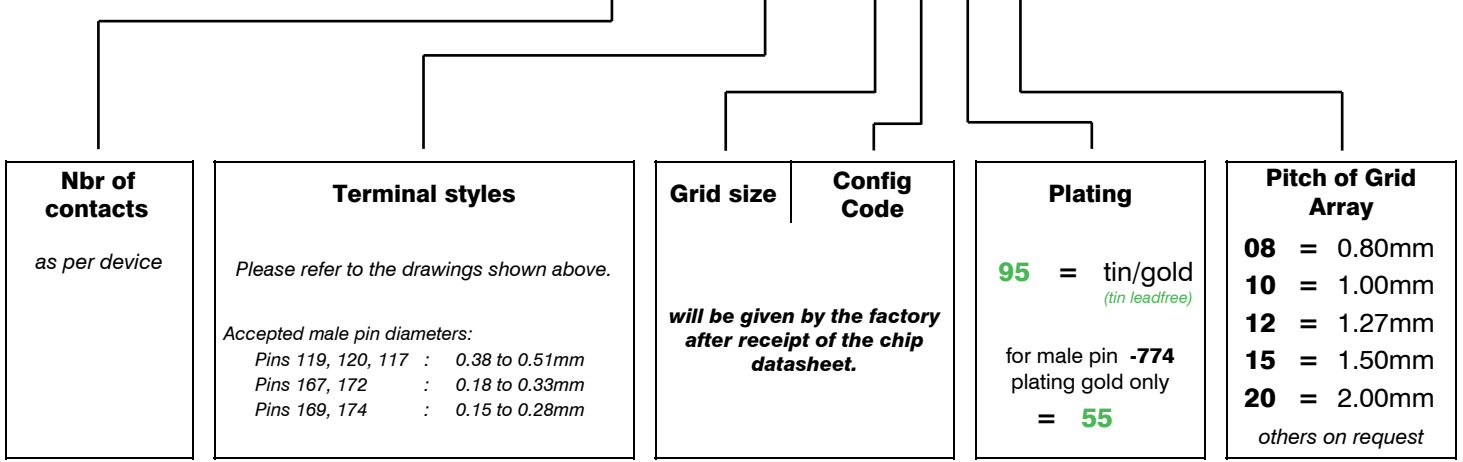 Nbr of
contacts
as per device
Terminal styles
Please refer to the drawings shown above.
Accepted male pin diameters:
Pins 119, 120, 117 : 0.38 to 0.51mm
Pins 167, 172 : 0.18 to 0.33mm
Pins 169, 174 : 0.15 to 0.28mm
Grid size
Config
Code
will be given by the factory
after receipt of the chip
datasheet.
Plating
95 = tin/gold
(tin leadfree)
for male pin -774
plating gold only
= 55
Pitch of Grid
Array
08 = 0.80mm
10 = 1.00mm
12 = 1.27mm
15 = 1.50mm
20 = 2.00mm
others on request